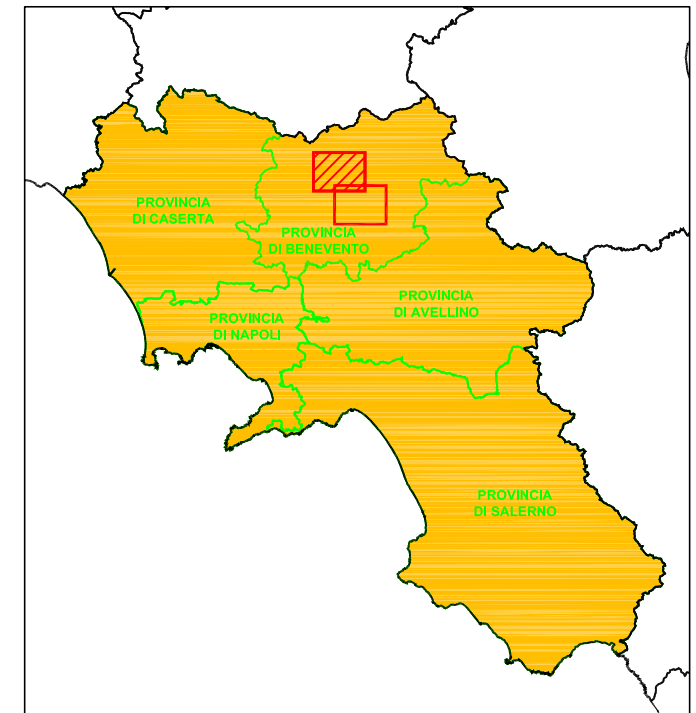 PROVINCIA
DI CASERTA
PROVINCIA
DI BENEVENTO
PROVINCIA
DI AVELLINO
PROVINCIA
DI NAPOLI
PROVINCIA
DI SALERNO